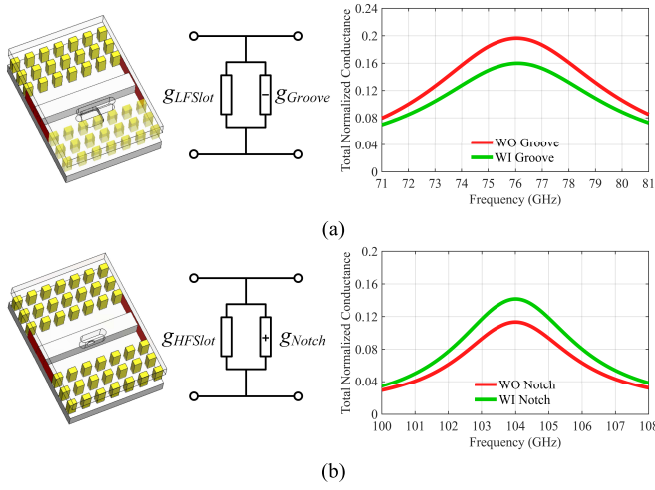 g_LFSlot
−
g_Groove
Total Normalized Conductance
0.24
0.2
0.16
0.12
0.08
0.04
0
WO Groove
WI Groove
71 72 73 74 75 76 77 78 79 80 81
Frequency (GHz)
(a)
g_HFSlot
+
g_Notch
Total Normalized Conductance
0.2
0.16
0.12
0.08
0.04
0
WO Notch
WI Notch
100 101 102 103 104 105 106 107 108
Frequency (GHz)
(b)